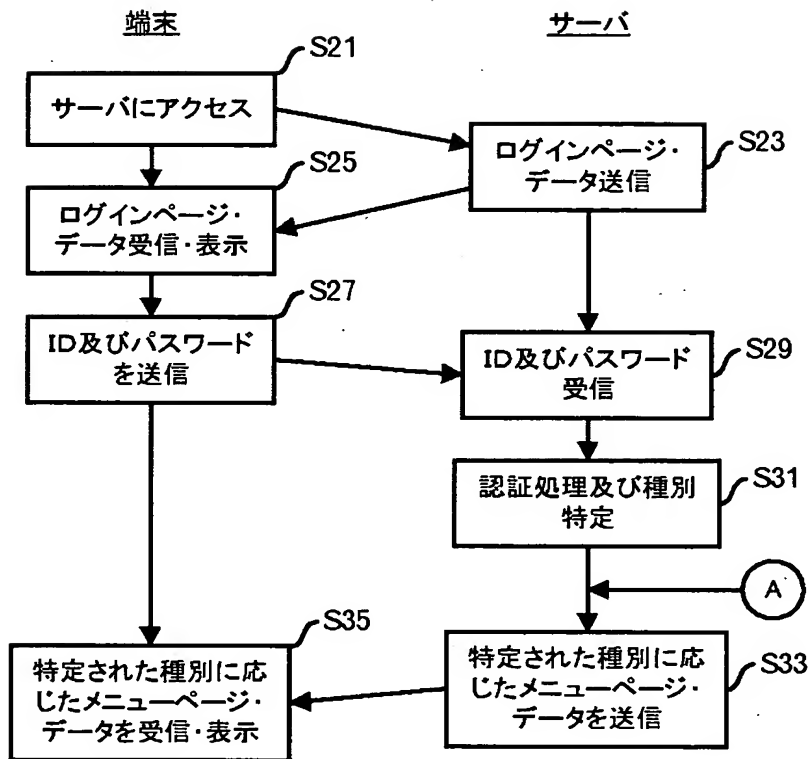 端末
サーバ
S21
サーバにアクセス
S23
ログインページ・
データ送信
S25
ログインページ・
データ受信・表示
S27
ID及びパスワード
を送信
S29
ID及びパスワード
受信
S31
認証処理及び種別
特定
A
S33
特定された種別に応
じたメニューページ・
データを送信
S35
特定された種別に応
じたメニューページ・
データを受信・表示